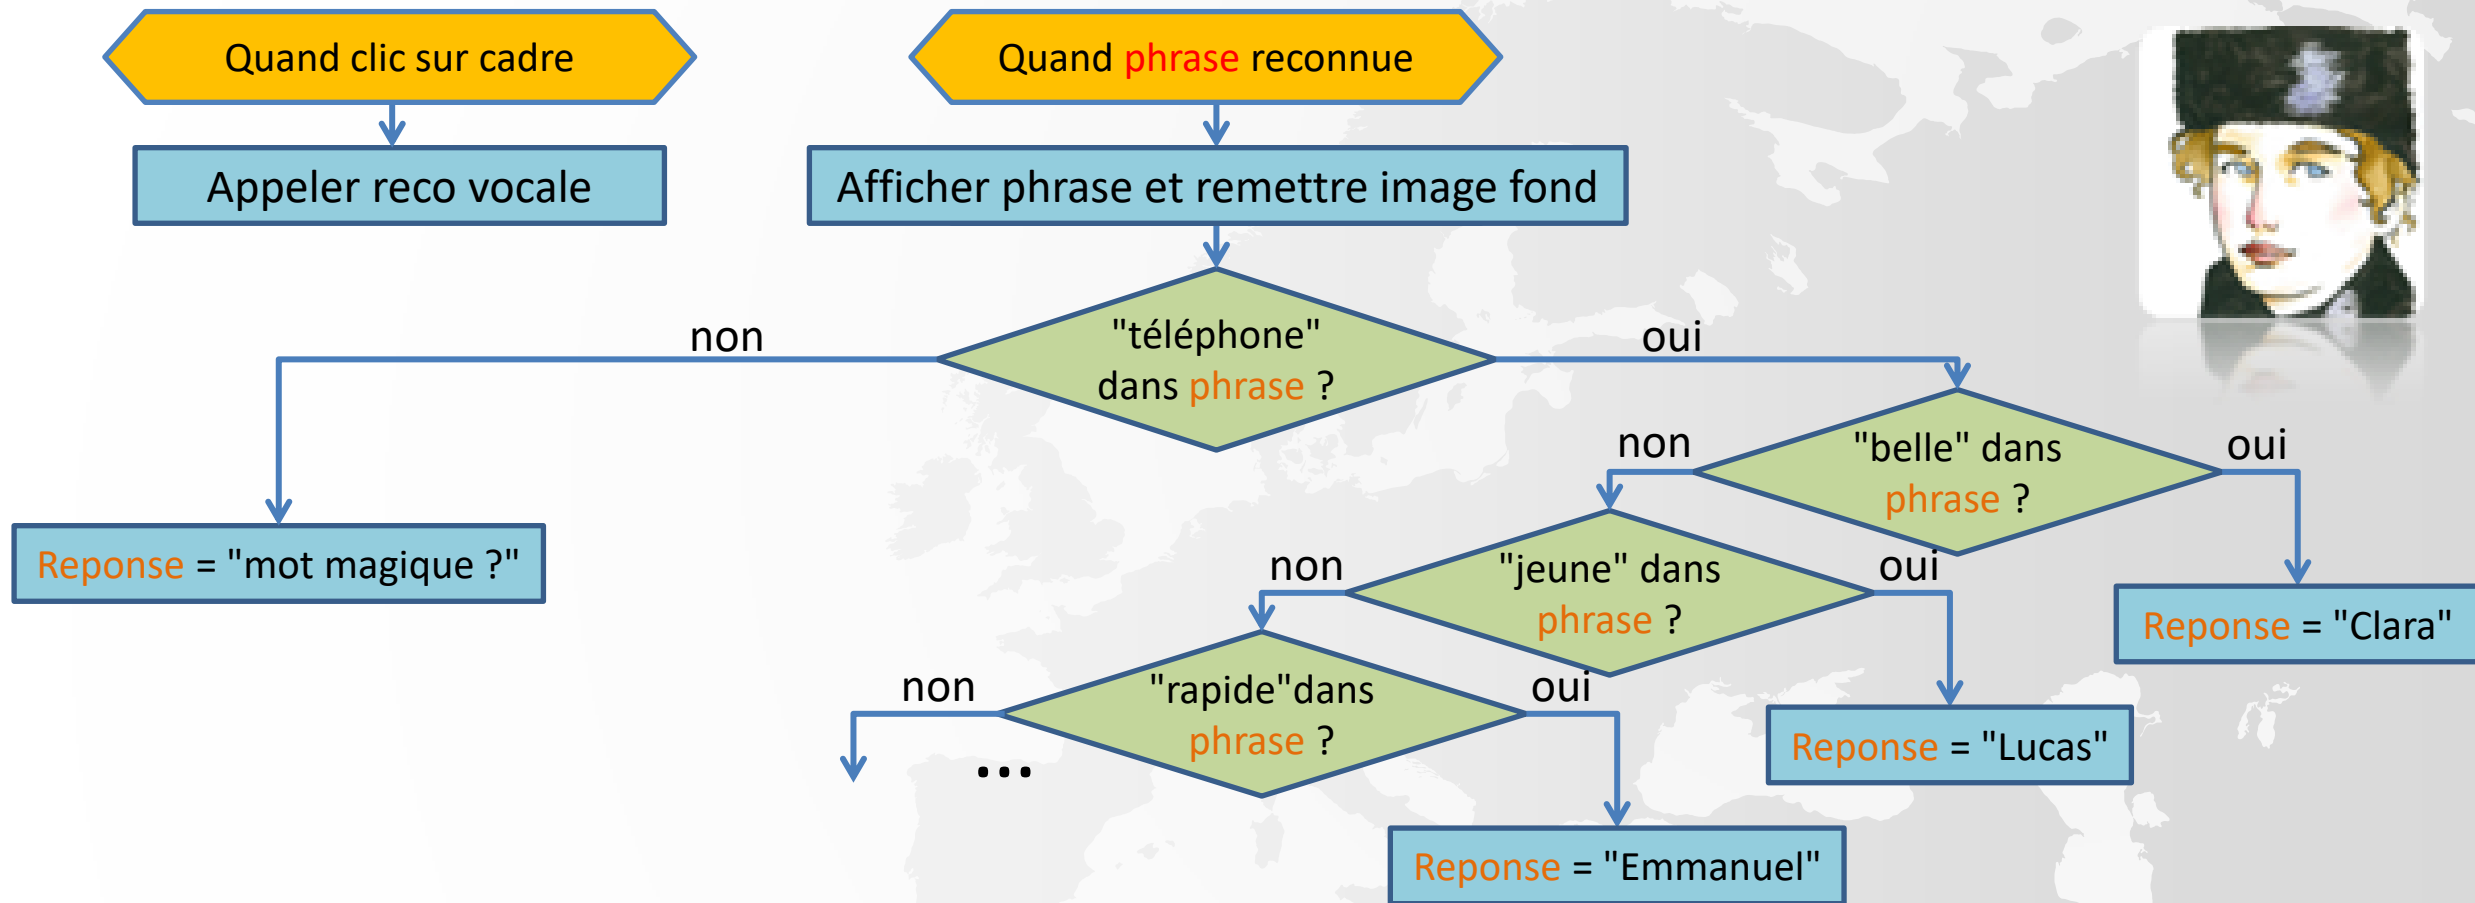 Quand clic sur cadre
Quand phrase reconnue
Appeler reco vocale
Afficher phrase et remettre image fond
"téléphone"
dans phrase ?
non
oui
"belle" dans
phrase ?
non
oui
Reponse = "mot magique ?"
"jeune" dans
phrase ?
non
oui
Reponse = "Clara"
"rapide"dans
phrase ?
non
oui
...
Reponse = "Lucas"
Reponse = "Emmanuel"